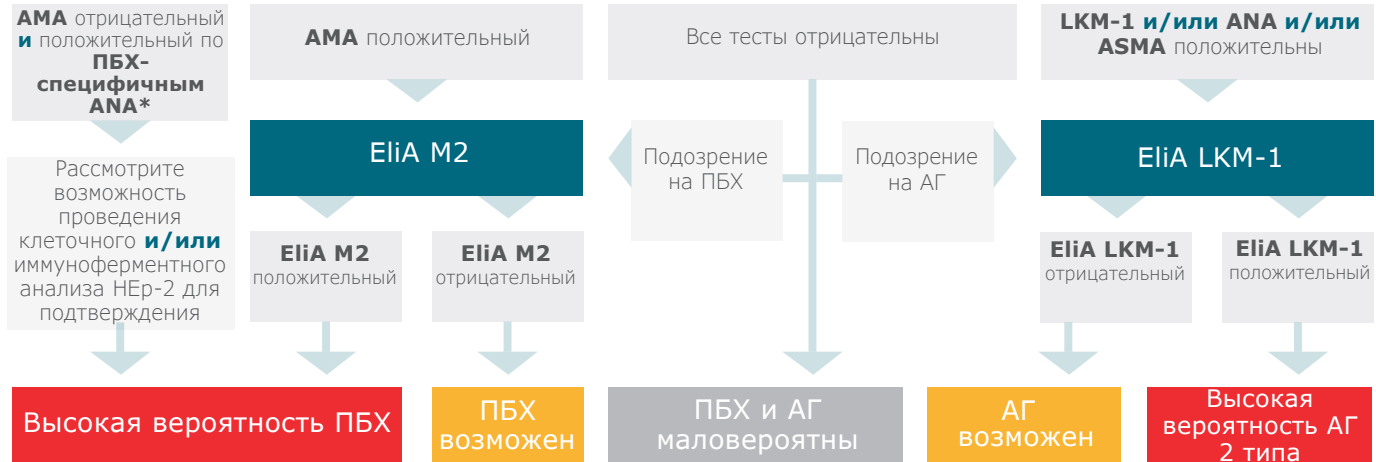 AMA отрицательный
и положительный по
ПБХ-
специфичным
ANA*
AMA положительный
Все тесты отрицательны
LKM-1 и/или ANA и/или
ASMA положительны
Рассмотрите
возможность
проведения
клеточного и/или
иммуноферментного
анализа HEp-2 для
подтверждения
EliA M2
Подозрение
на ПБХ
Подозрение
на АГ
EliA LKM-1
EliA M2
положительный
EliA M2
отрицательный
EliA LKM-1
отрицательный
EliA LKM-1
положительный
Высокая вероятность ПБХ
ПБХ
возможен
ПБХ и АГ
маловероятны
АГ
возможен
Высокая
вероятность АГ
2 типа